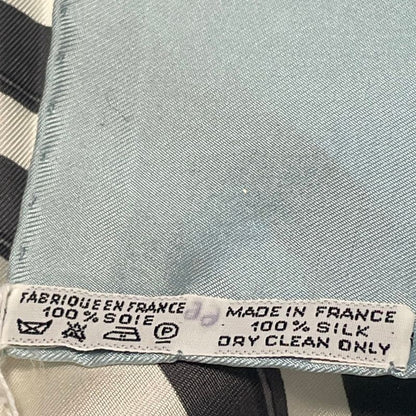 FABRIQUE EN FRANCE
100% SOIE
P
MADE IN FRANCE
100% SILK
DRY CLEAN ONLY